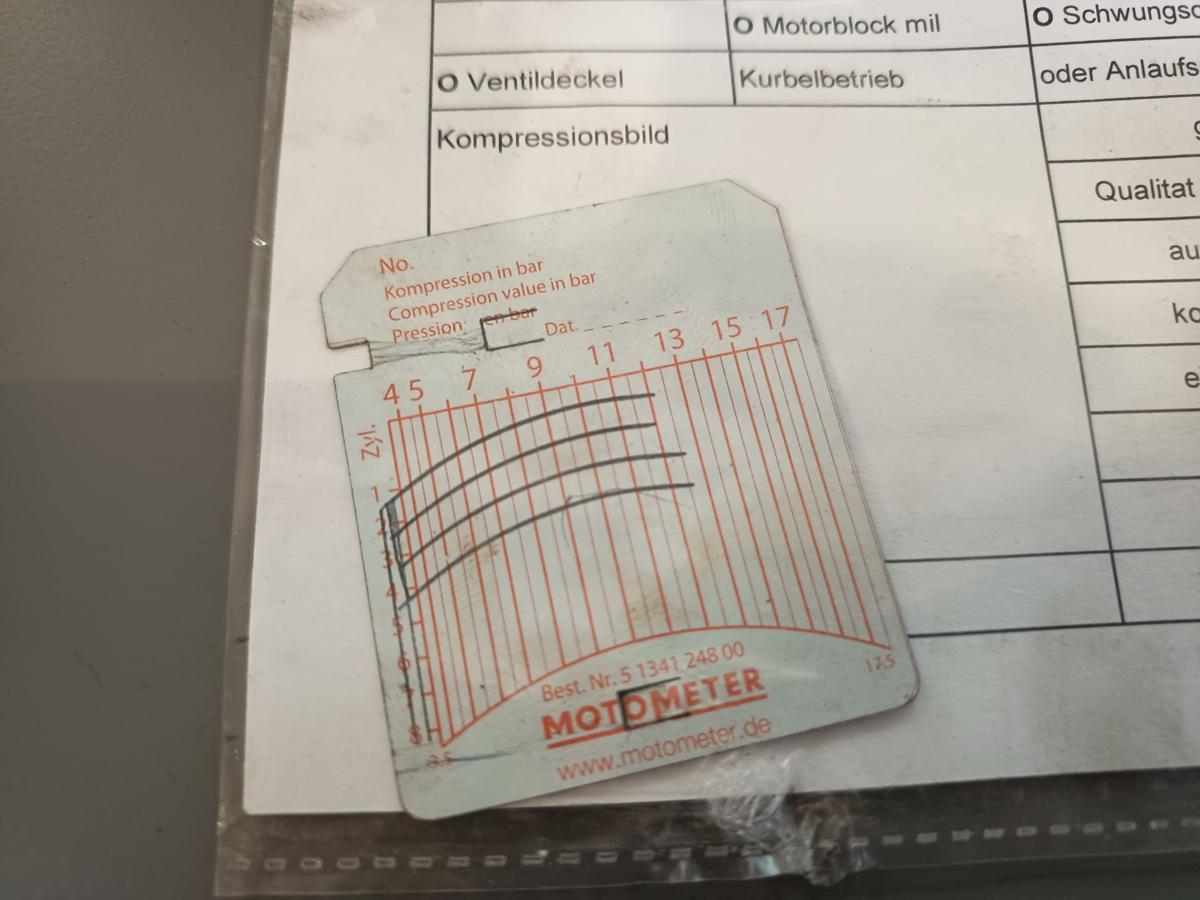 O Motorblock mil
O Ventildeckel
Kurbelbetrieb
O Schwungsc
oder Anlaufs
Kompressionsbild
g
Qualitat
au
ko
e
No.
Kompression in bar
Compression value in bar
Pression en bar
Dat
4 5 7 9 11 13 15 17
Zyl.
1
2
3
4
5
6
7
8
3.5
17.5
Best. Nr. 5 1341 248 00
MOTOMETER
www.motometer.de